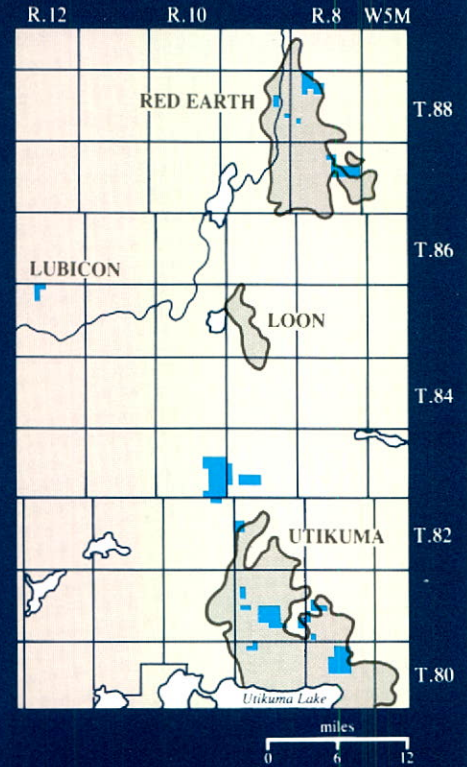 R.12 R.10 R.8 W5M
RED EARTH
T.88
T.86
LUBICON
LOON
T.84
T.82
UTIKUMA
T.80
Utikuma Lake
miles
0 6 12